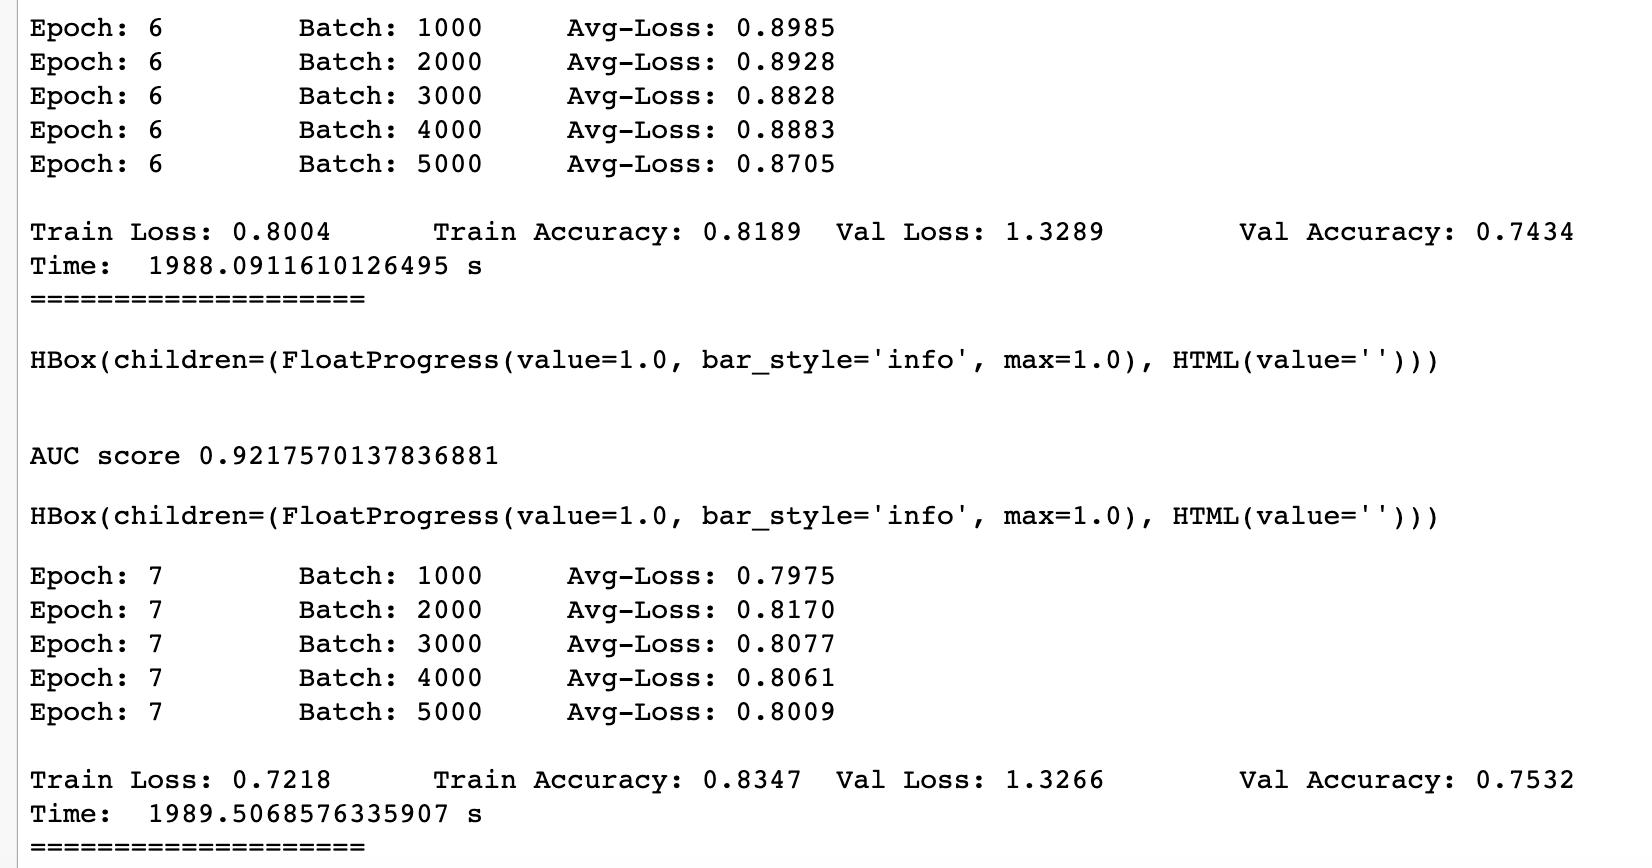 Epoch: 6 Batch: 1000 Avg-Loss: 0.8985
Epoch: 6 Batch: 2000 Avg-Loss: 0.8928
Epoch: 6 Batch: 3000 Avg-Loss: 0.8828
Epoch: 6 Batch: 4000 Avg-Loss: 0.8883
Epoch: 6 Batch: 5000 Avg-Loss: 0.8705
Train Loss: 0.8004 Train Accuracy: 0.8189 Val Loss: 1.3289 Val Accuracy: 0.7434
Time: 1988.0911610126495 s
====================
HBox(children=(FloatProgress(value=1.0, bar_style='info', max=1.0), HTML(value='')))
AUC score 0.9217570137836881
HBox(children=(FloatProgress(value=1.0, bar_style='info', max=1.0), HTML(value='')))
Epoch: 7 Batch: 1000 Avg-Loss: 0.7975
Epoch: 7 Batch: 2000 Avg-Loss: 0.8170
Epoch: 7 Batch: 3000 Avg-Loss: 0.8077
Epoch: 7 Batch: 4000 Avg-Loss: 0.8061
Epoch: 7 Batch: 5000 Avg-Loss: 0.8009
Train Loss: 0.7218 Train Accuracy: 0.8347 Val Loss: 1.3266 Val Accuracy: 0.7532
Time: 1989.5068576335907 s
====================